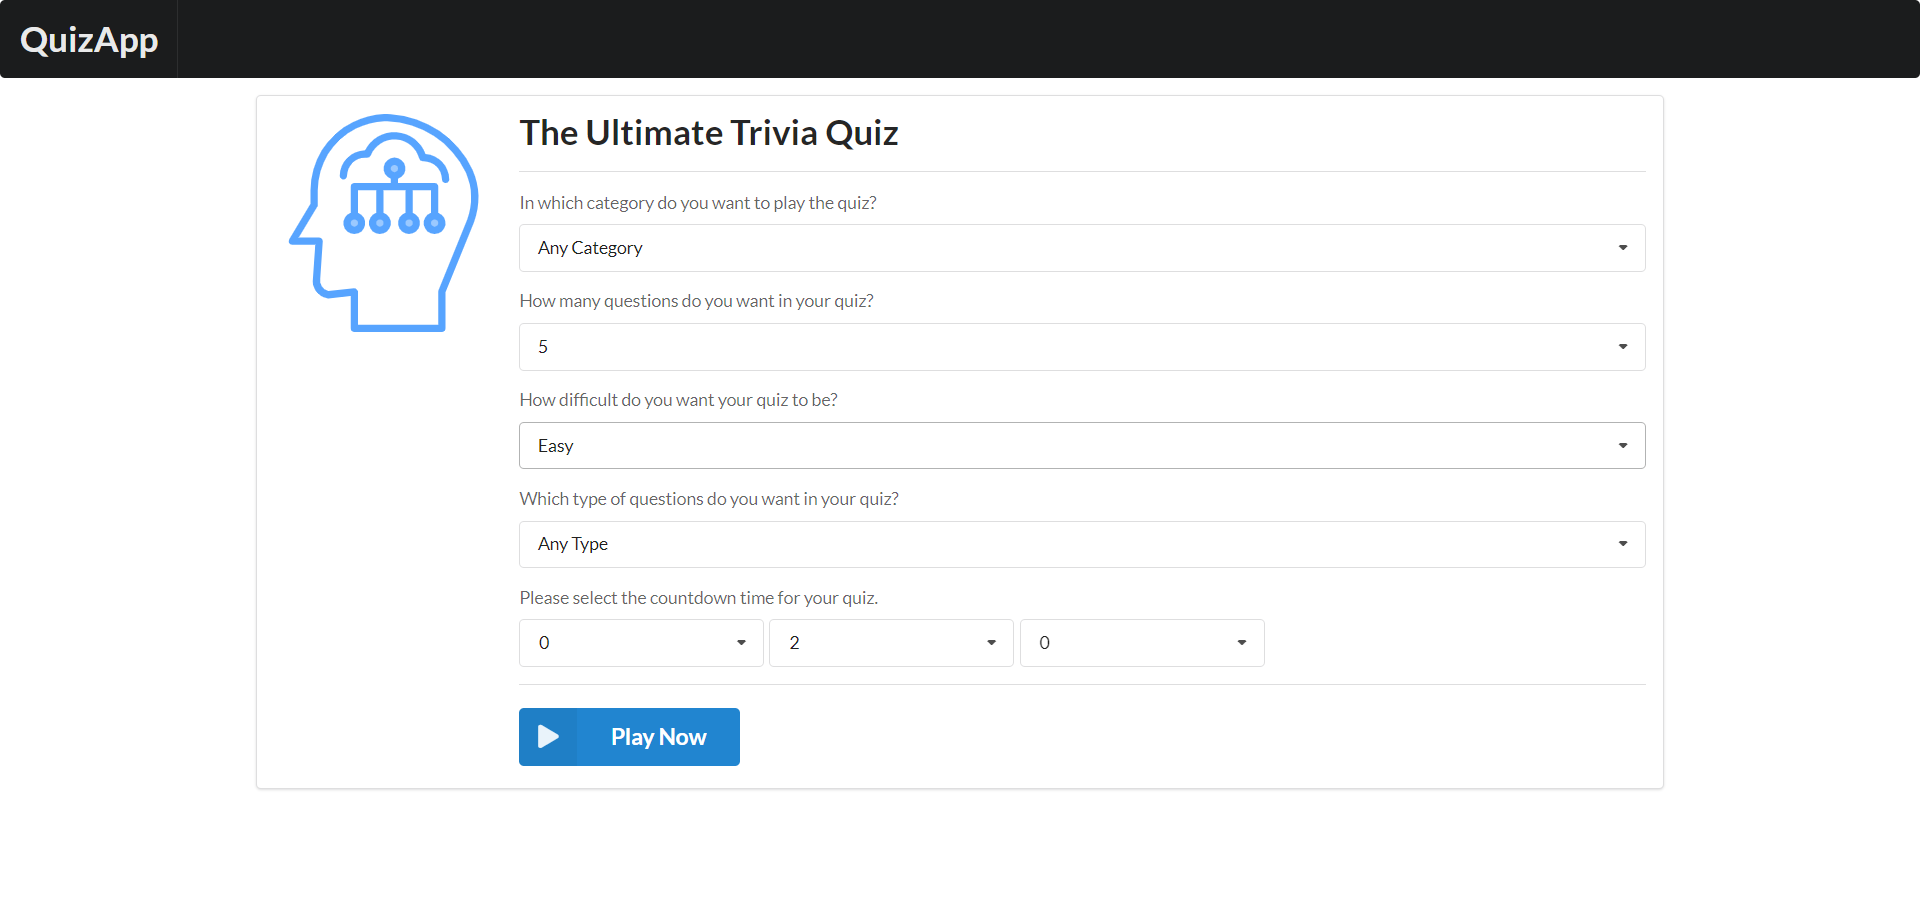 QuizApp
The Ultimate Trivia Quiz
In which category do you want to play the quiz?
Any Category
How many questions do you want in your quiz?
5
How difficult do you want your quiz to be?
Easy
Which type of questions do you want in your quiz?
Any Type
Please select the countdown time for your quiz.
0 2 0
Play Now